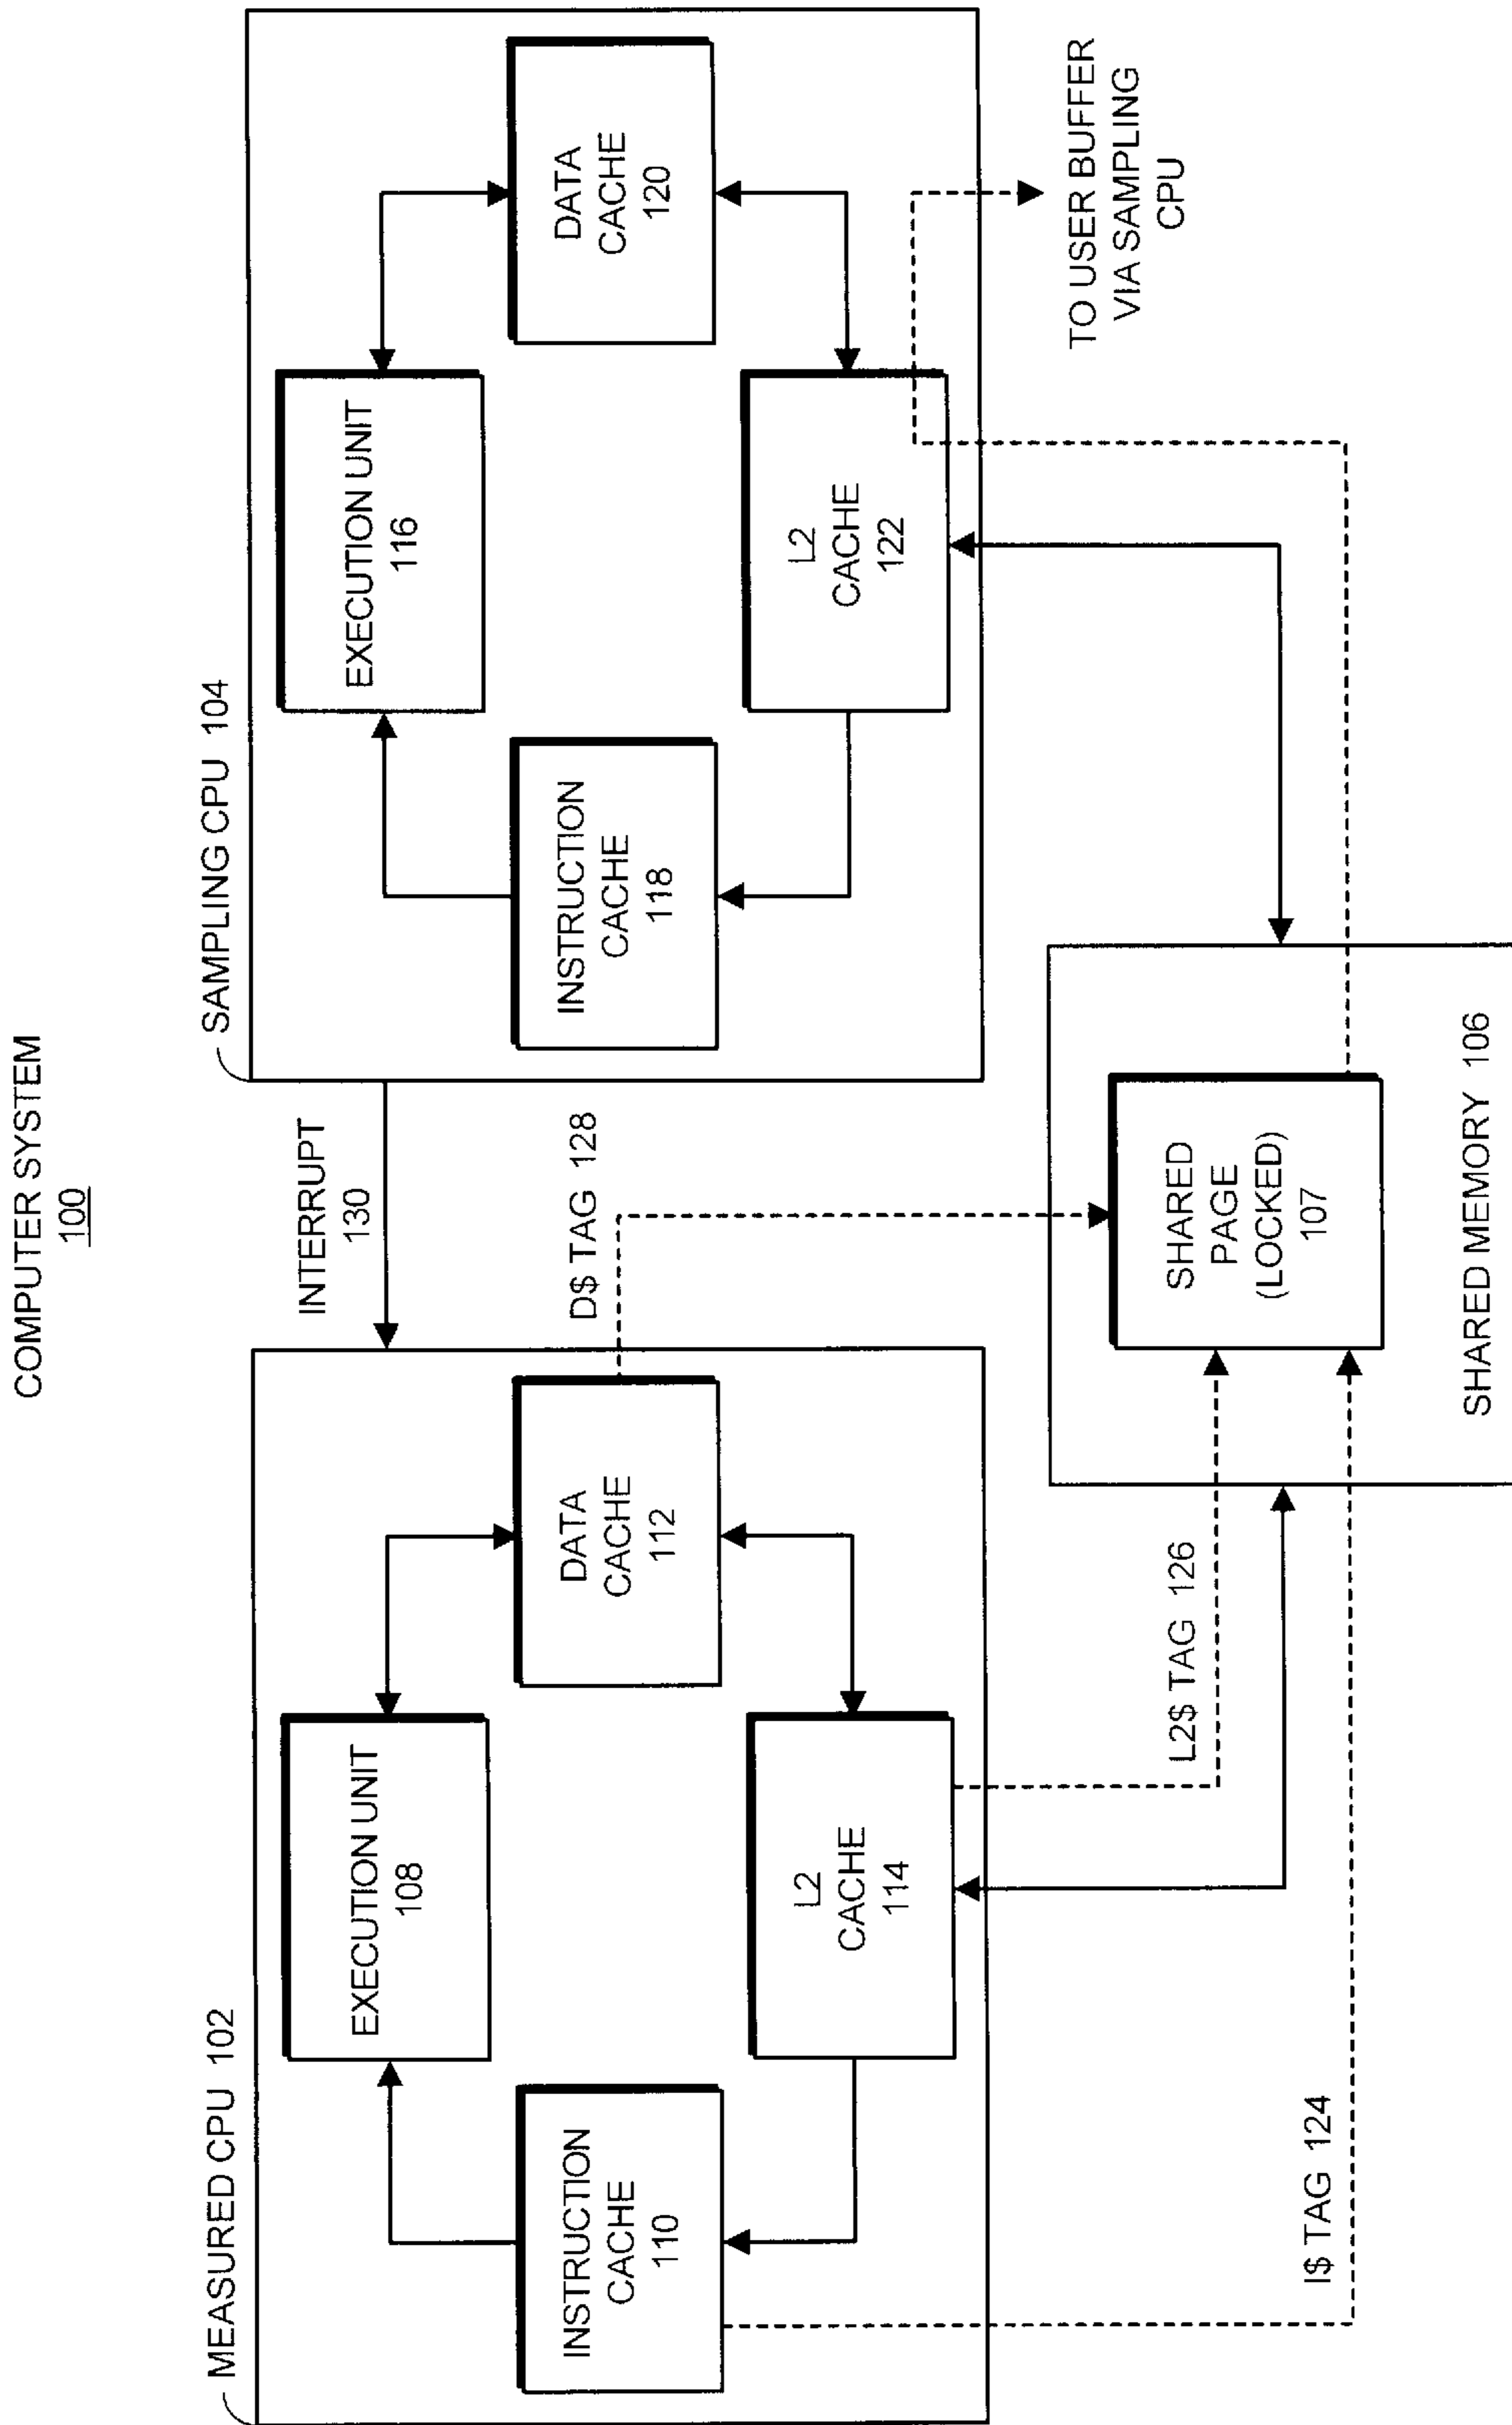 COMPUTER SYSTEM
100
MEASURED CPU 102
EXECUTION UNIT
108
INSTRUCTION
CACHE
110
DATA
CACHE
112
L2
CACHE
114
INTERRUPT
130
SAMPLING CPU 104
EXECUTION UNIT
116
INSTRUCTION
CACHE
118
DATA
CACHE
120
L2
CACHE
122
D$ TAG 128
L2$ TAG 126
I$ TAG 124
SHARED
PAGE
(LOCKED)
107
SHARED MEMORY 106
TO USER BUFFER
VIA SAMPLING
CPU